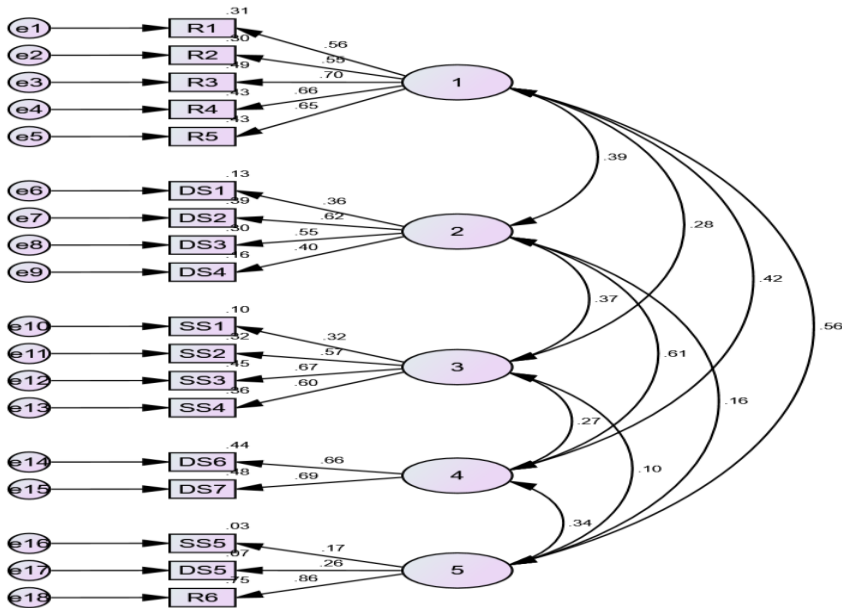 .31
e1 R1 .56
.30
e2 R2 .55
.49
e3 R3 .70 1
.43
e4 R4 .66
.43
e5 R5 .65
.39
.13
e6 DS1 .36
.39
e7 DS2 .62 2
.30
e8 DS3 .55 .28
.16
e9 DS4 .40
.42
.37
.10
e10 SS1 .32 .56
.32
e11 SS2 .57 .61
.45
e12 SS3 .67 3
.36
e13 SS4 .60 .16
.27
.44
e14 DS6 .66 .10
.48
e15 DS7 .69 4
.34
.03
e16 SS5 .17
.07
e17 DS5 .26 5
.75
e18 R6 .86